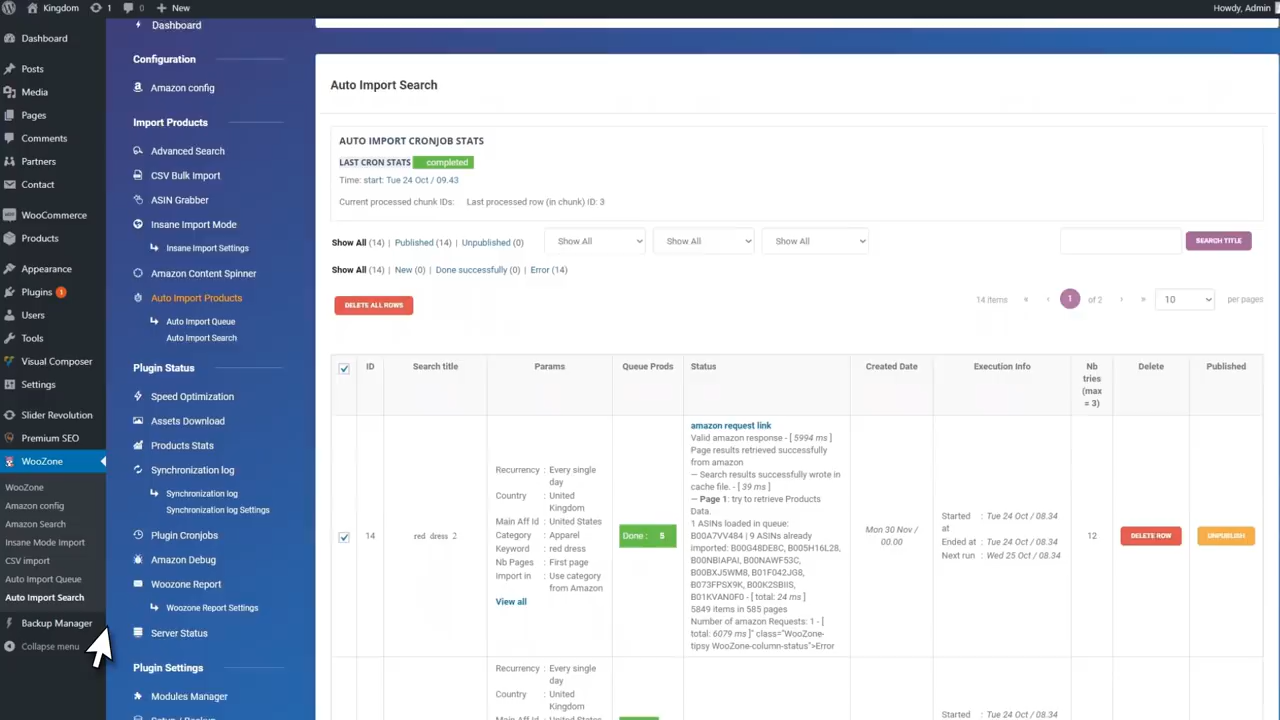 Kingdom 1 0 New Howdy, Admin
Dashboard
Posts
Media
Pages
Comments
Partners
Contact
WooCommerce
Products
Appearance
Plugins 1
Users
Tools
Visual Composer
Settings
Slider Revolution
Premium SEO
WooZone
WooZone
Amazon config
Amazon Search
Insane Mode Import
CSV Import
Auto Import Queue
Auto Import Search
Backup Manager
Collapse menu
Dashboard
Configuration
Amazon config
Import Products
Advanced Search
CSV Bulk Import
ASIN Grabber
Insane Import Mode
Insane Import Settings
Amazon Content Spinner
Auto Import Products
Auto Import Queue
Auto Import Search
Plugin Status
Speed Optimization
Assets Download
Products Stats
Synchronization log
Synchronization log
Synchronization log Settings
Plugin Cronjobs
Amazon Debug
Woozone Report
Woozone Report Settings
Server Status
Plugin Settings
Modules Manager
Setup / Backup
Auto Import Search
AUTO IMPORT CRONJOB STATS
LAST CRON STATS completed
Time: start: Tue 24 Oct / 09.43
Current processed chunk IDs: Last processed row (in chunk) ID: 3
Show All (14) | Published (14) | Unpublished (0) Show All Show All Show All SEARCH TITLE
Show All (14) | New (0) | Done successfully (0) | Error (14)
DELETE ALL ROWS 14 items « ‹ 1 of 2 › » 10 per pages
ID Search title Params Queue Prods Status Created Date Execution Info Nb tries (max = 3) Delete Published
14
red dress 2
Recurrency : Every single
day
Country : United
Kingdom
Main Aff Id : United States
Category : Apparel
Keyword : red dress
Nb Pages : First page
Import in : Use category
from Amazon
View all
Done : 5
amazon request link
Valid amazon response - [ 5994 ms ]
Page results retrieved successfully
from amazon
— Search results successfully wrote in
cache file. - [ 39 ms ]
— Page 1: try to retrieve Products
Data.
1 ASINs loaded in queue:
B00A7VV484 | 9 ASINs already
imported: B00G48DE8C, B005H16L28,
B00NBIAPAI, B00NAWF53C,
B00BXJ5WM8, B01F042JG8,
B073FPSX9K, B00K2SBIIS,
B01KVAN0F0 - [ total: 24 ms ]
5849 items in 585 pages
Number of amazon Requests: 1 - [
total: 6079 ms ]" class="WooZone-
tipsy WooZone-column-status">Error
Mon 30 Nov /
00.00
Started : Tue 24 Oct / 08.34
at
Ended at : Tue 24 Oct / 08.34
Next run : Wed 25 Oct / 08.34
12
DELETE ROW
UNPUBLISH
Recurrency : Every single
day
Country : United
Kingdom
Main Aff Id : United States
Started : Tue 24 Oct / 08.34